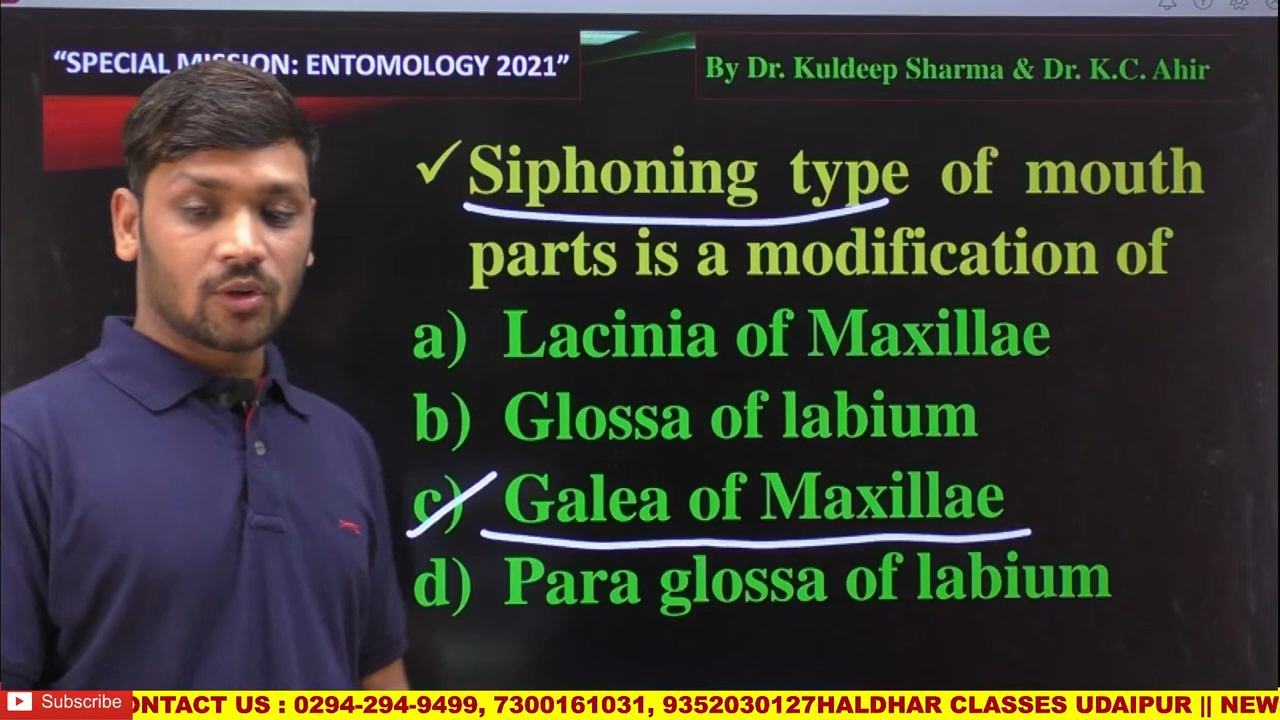 “SPECIAL MISSION: ENTOMOLOGY 2021”
By Dr. Kuldeep Sharma & Dr. K.C. Ahir
✓ Siphoning type of mouth
parts is a modification of
a) Lacinia of Maxillae
b) Glossa of labium
c) Galea of Maxillae
d) Para glossa of labium
Subscribe
ONTACT US : 0294-294-9499, 7300161031, 9352030127HALDHAR CLASSES UDAIPUR || NEW